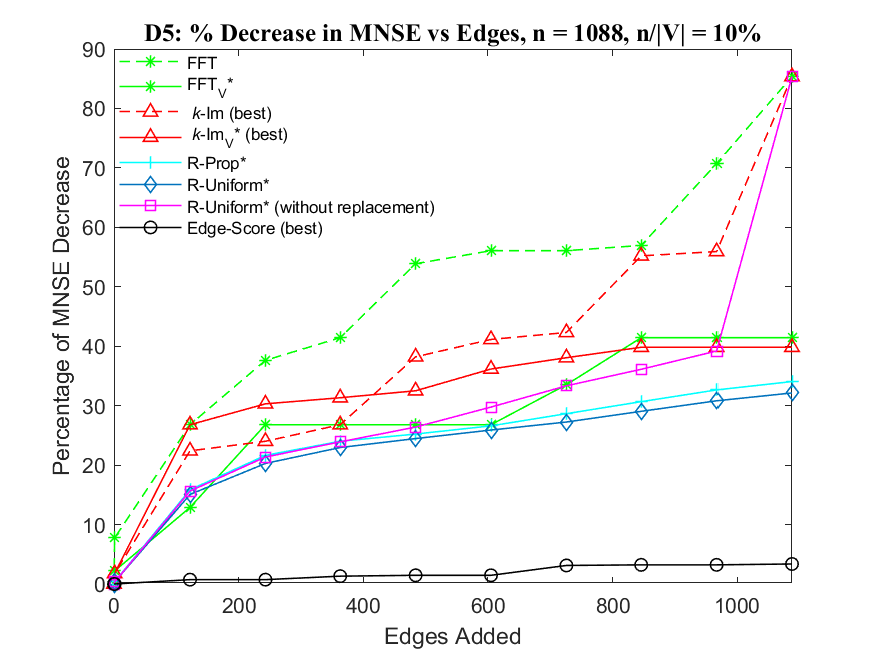 D5: % Decrease in MNSE vs Edges, n = 1088, n/|V| = 10%
90
80
70
60
50
40
30
20
10
0
Percentage of MNSE Decrease
FFT
FFT_V*
k-Im (best)
k-Im_V* (best)
R-Prop*
R-Uniform*
R-Uniform* (without replacement)
Edge-Score (best)
0 200 400 600 800 1000
Edges Added